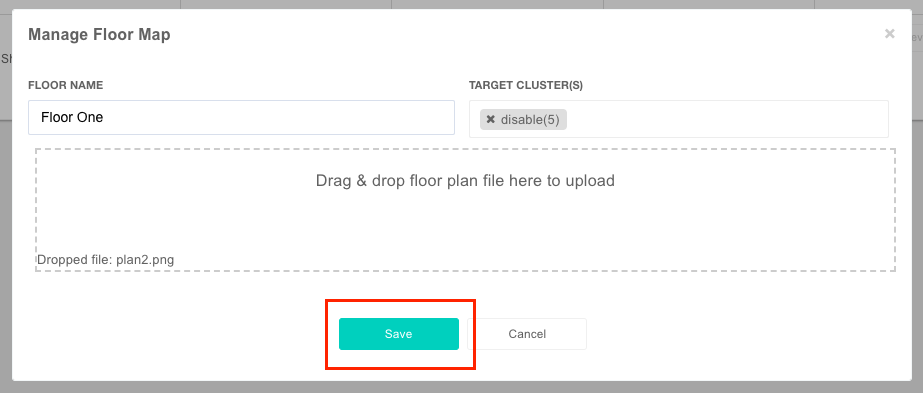 Manage Floor Map
×
FLOOR NAME
TARGET CLUSTER(S)
Floor One
✖ disable(5)
Drag & drop floor plan file here to upload
Dropped file: plan2.png
Save
Cancel